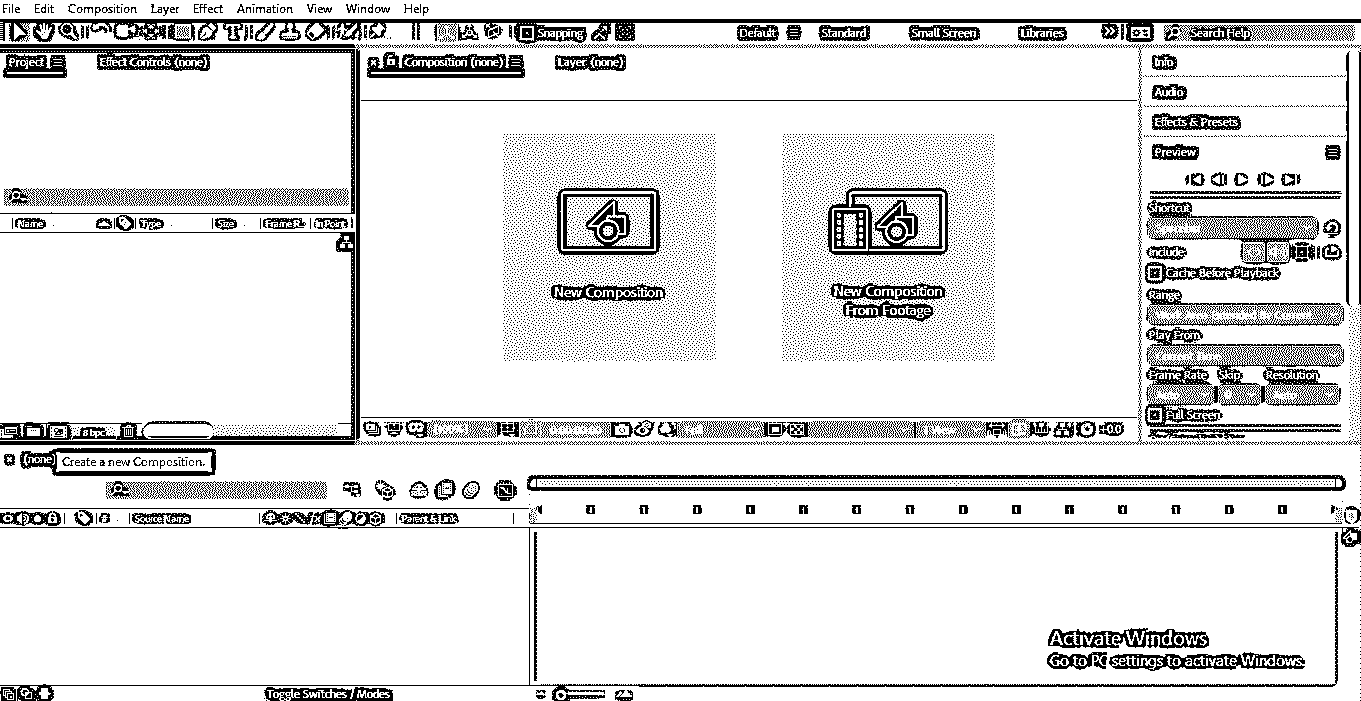 File Edit Composition Layer Effect Animation View Window Help
Snapping Default Standard Small Screen Libraries Search Help
Project Effect Controls (none) Composition (none) Layer (none) Info
Audio
Effects & Presets
Preview
Shortcut
Include
Cache Before Playback
Range
Play From
Frame Rate Skip Resolution
Full Screen
Name Type Size Frame R... In Point
New Composition
New Composition
From Footage
8 bpc
+0.0
(none)
Create a new Composition.
# Source Name Parent & Link
Activate Windows
Go to PC settings to activate Windows.
Toggle Switches / Modes